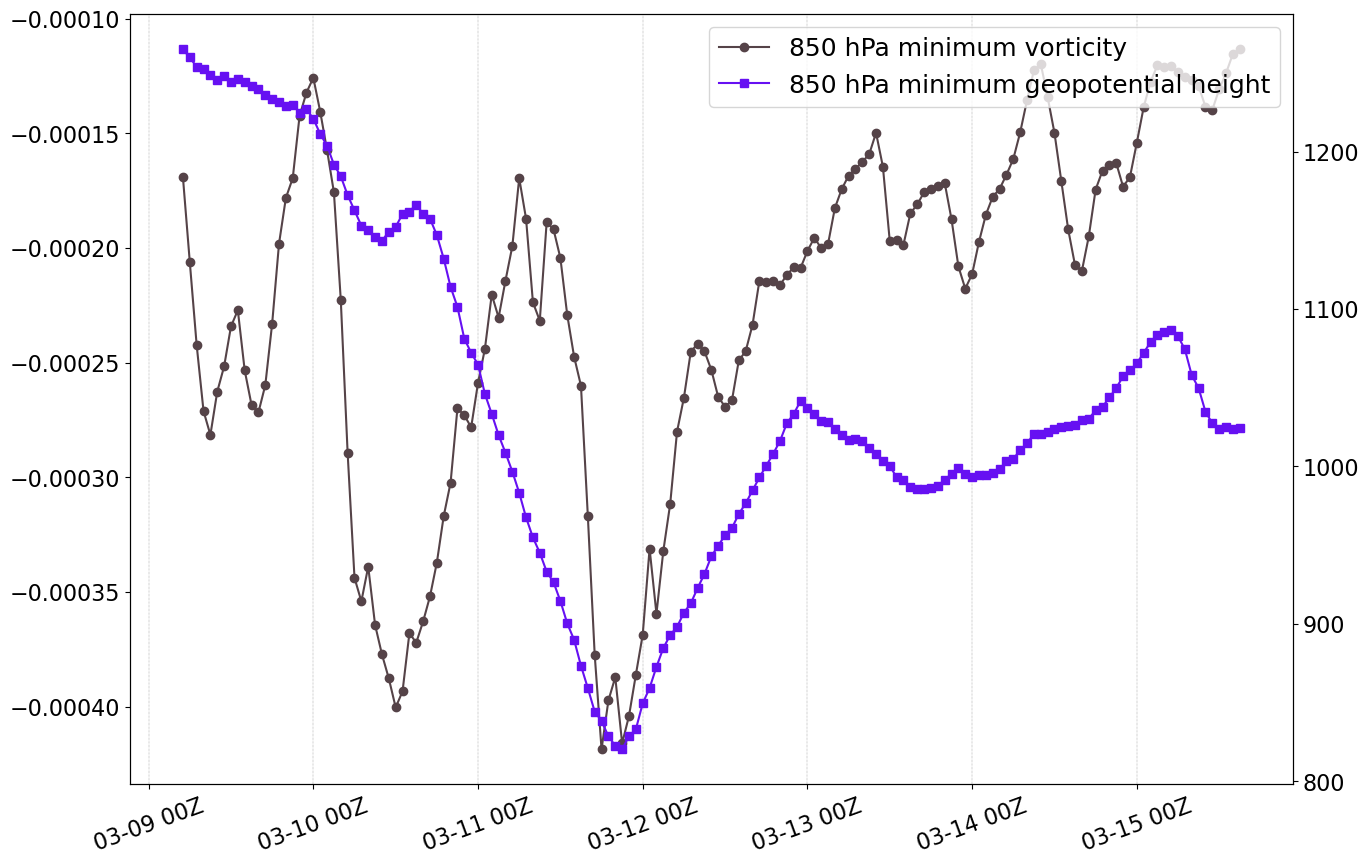 850 hPa minimum vorticity
850 hPa minimum geopotential height
−0.00010
−0.00015
−0.00020
−0.00025
−0.00030
−0.00035
−0.00040
1200
1100
1000
900
800
03-09 00Z
03-10 00Z
03-11 00Z
03-12 00Z
03-13 00Z
03-14 00Z
03-15 00Z